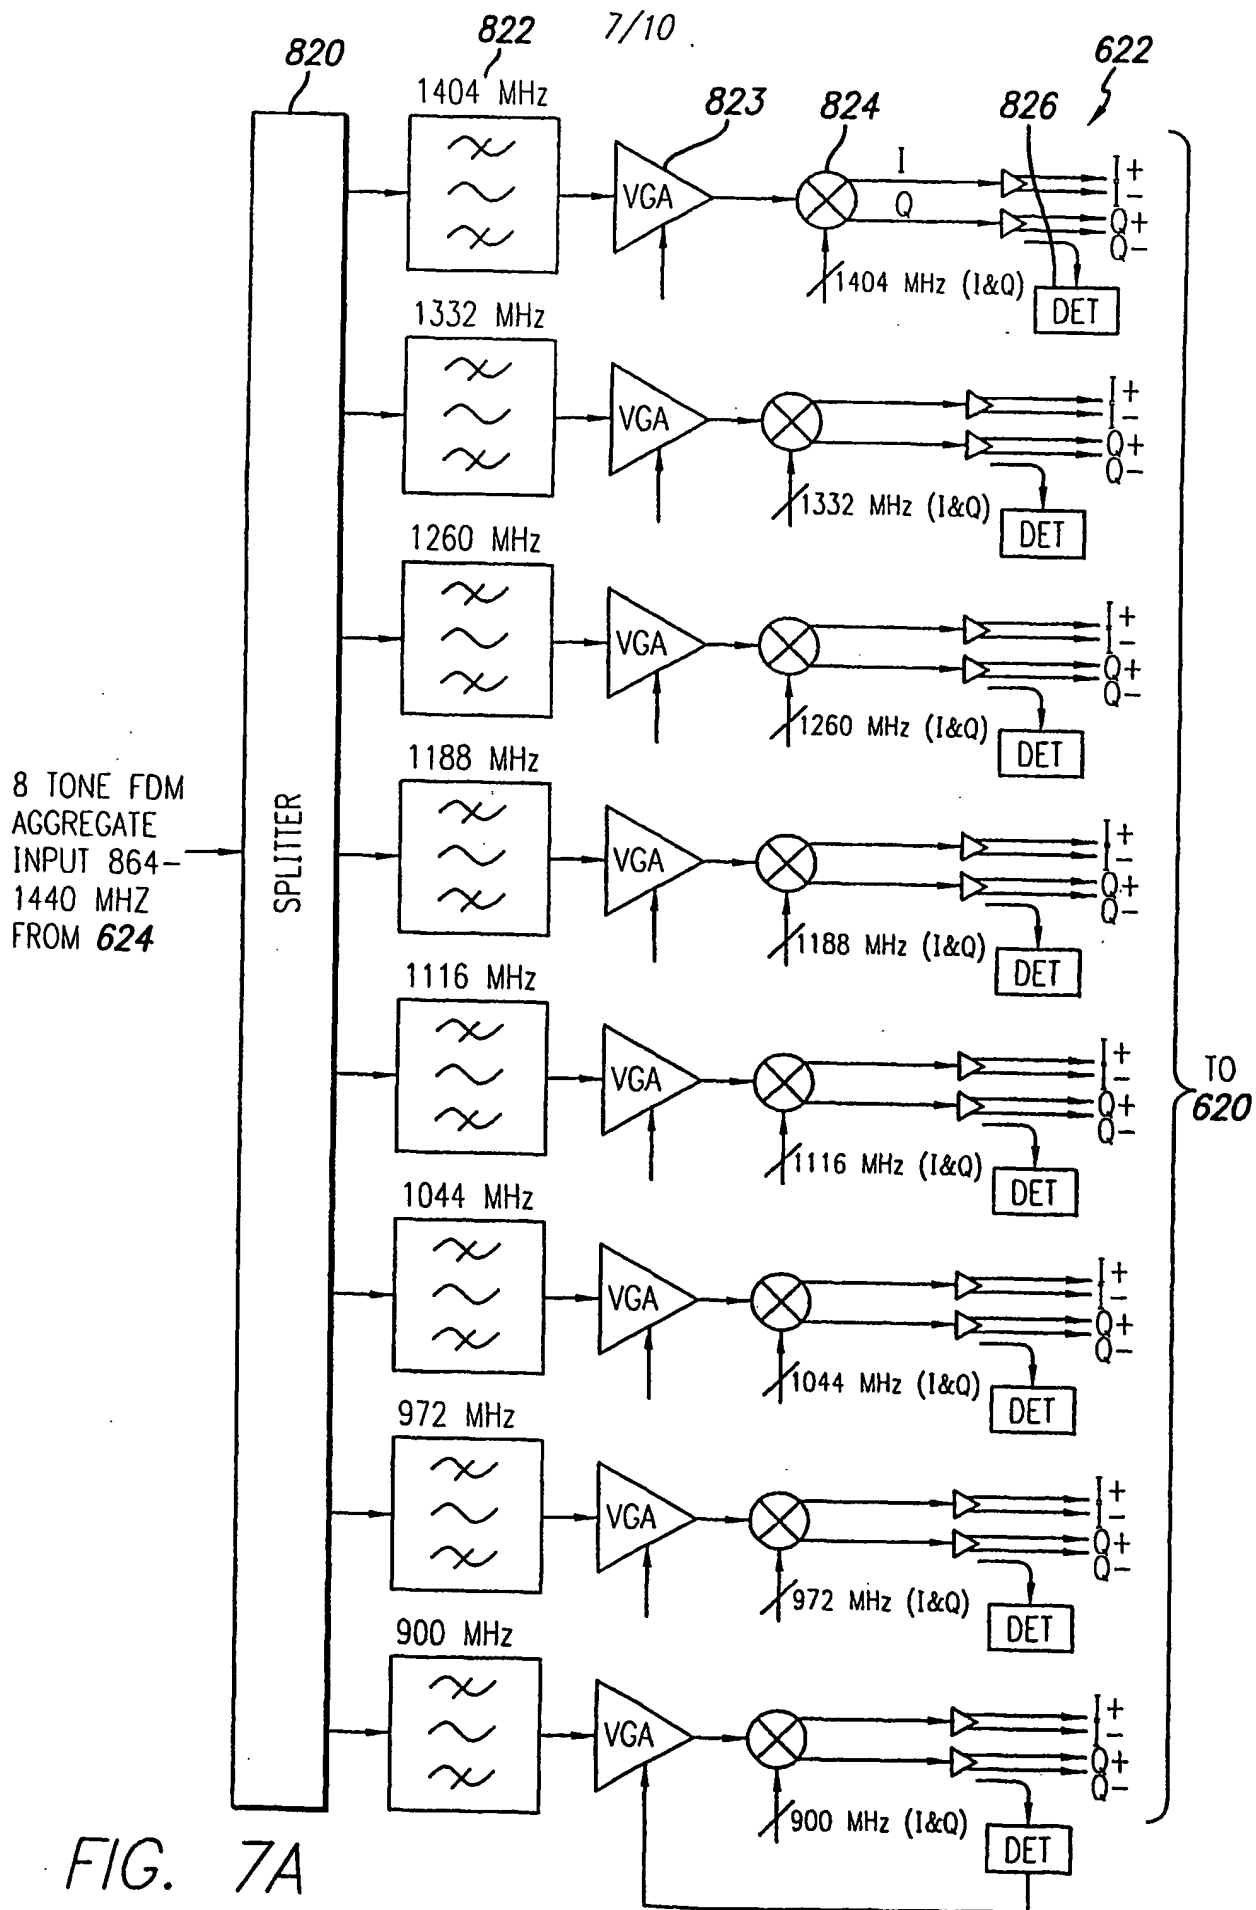 7/10
820
822
622
1404 MHz
823
824
826
VGA
I
Q
I+
I-
Q+
Q-
1404 MHz (I&Q)
DET
1332 MHz
VGA
I+
I-
Q+
Q-
1332 MHz (I&Q)
DET
1260 MHz
VGA
I+
I-
Q+
Q-
1260 MHz (I&Q)
DET
8 TONE FDM
AGGREGATE
INPUT 864-
1440 MHZ
FROM 624
SPLITTER
1188 MHz
VGA
I+
I-
Q+
Q-
1188 MHz (I&Q)
DET
1116 MHz
VGA
I+
I-
Q+
Q-
1116 MHz (I&Q)
DET
TO
620
1044 MHz
VGA
I+
I-
Q+
Q-
1044 MHz (I&Q)
DET
972 MHz
VGA
I+
I-
Q+
Q-
972 MHz (I&Q)
DET
900 MHz
VGA
I+
I-
Q+
Q-
900 MHz (I&Q)
DET
FIG. 7A